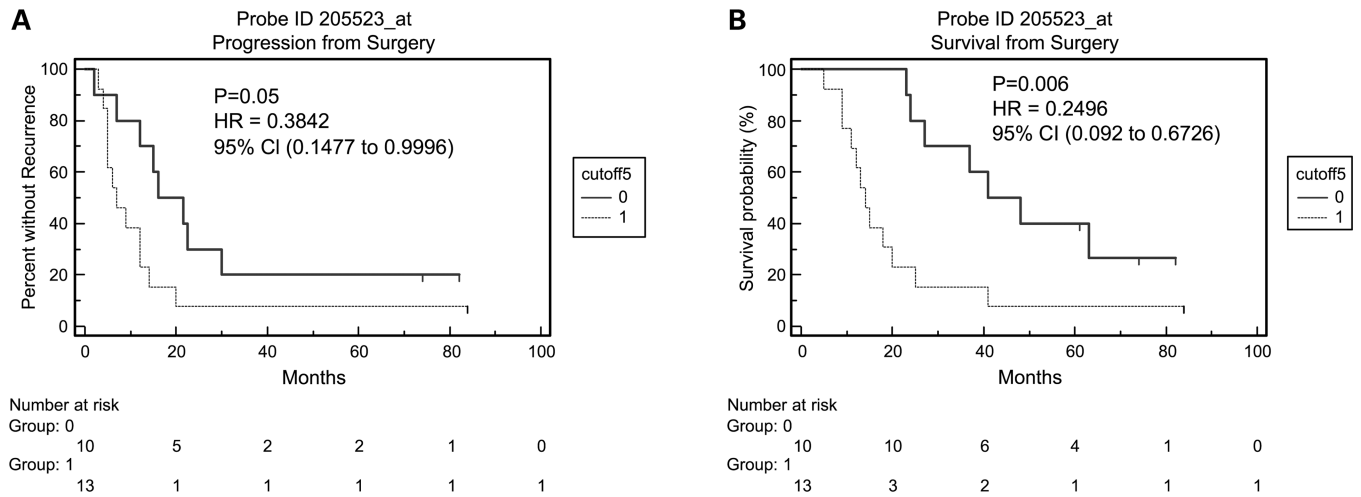 A
Probe ID 205523_at
Progression from Surgery
Percent without Recurrence
100
80
60
40
20
0
P=0.05
HR = 0.3842
95% CI (0.1477 to 0.9996)
0 20 40 60 80 100
Months
cutoff5
0
1
Number at risk
Group: 0
10 5 2 2 1 0
Group: 1
13 1 1 1 1 1
B
Probe ID 205523_at
Survival from Surgery
Survival probability (%)
100
80
60
40
20
0
P=0.006
HR = 0.2496
95% CI (0.092 to 0.6726)
0 20 40 60 80 100
Months
cutoff5
0
1
Number at risk
Group: 0
10 10 6 4 1 0
Group: 1
13 3 2 1 1 1